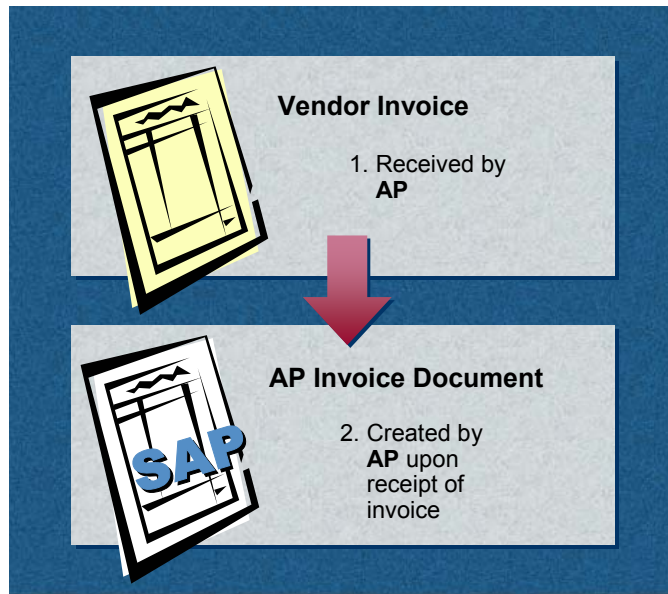 Vendor Invoice
1. Received by
AP
AP Invoice Document
SAP
2. Created by
AP upon
receipt of
invoice